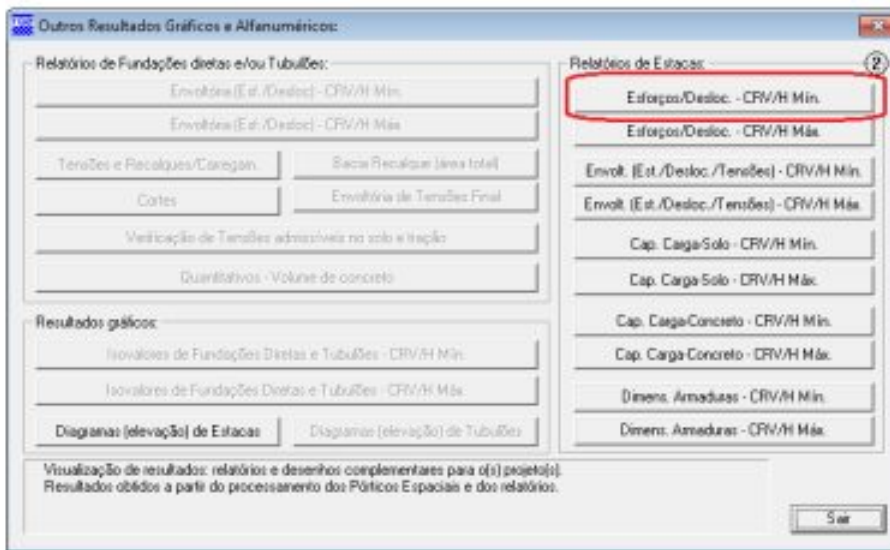 Outros Resultados Gráficos e Alfanuméricos:
Relatórios de Fundações diretas e/ou Tubulões:
Envoltória (Esf./Desloc) - CRV/H Mín.
Envoltória (Esf./Desloc) - CRV/H Máx
Tensões e Recalques/Carregam.
Bacia Recalque (área total)
Cortes
Envoltória de Tensões Final
Verificação de Tensões admissíveis no solo e tração
Quantitativos - Volume de concreto
Resultados gráficos:
Isovalores de Fundações Diretas e Tubulões - CRV/H Mín.
Isovalores de Fundações Diretas e Tubulões - CRV/H Máx
Diagramas (elevação) de Estacas
Diagramas (elevação) de Tubulões
Relatórios de Estacas:
2
Esforços/Desloc. - CRV/H Mín.
Esforços/Desloc. - CRV/H Máx
Envolt. (Esf./Desloc./Tensões) - CRV/H Mín.
Envolt. (Esf./Desloc./Tensões) - CRV/H Máx.
Cap. Carga-Solo - CRV/H Mín.
Cap. Carga-Solo - CRV/H Máx.
Cap. Carga-Concreto - CRV/H Mín.
Cap. Carga-Concreto - CRV/H Máx.
Dimens. Armaduras - CRV/H Mín.
Dimens. Armaduras - CRV/H Máx.
Visualização de resultados: relatórios e desenhos complementares para o(s) projeto(s).
Resultados obtidos a partir do processamento dos Pórticos Espaciais e dos relatórios.
Sair